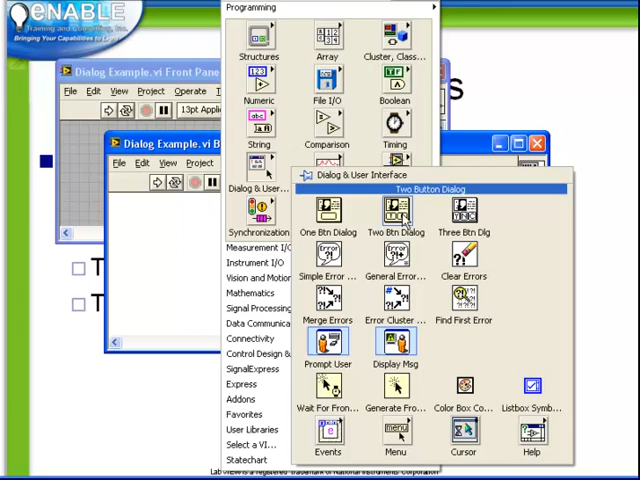 eNABLE
Training and Consulting, Inc.
Bringing Your Capabilities to Light
Programming
Structures
Array
Cluster, Class...
Numeric
File I/O
Boolean
String
Comparison
Timing
Dialog & User...
Synchronization
Measurement I/O
Instrument I/O
Vision and Motion
Mathematics
Signal Processing
Data Communica
Connectivity
Control Design &
SignalExpress
Express
Addons
Favorites
User Libraries
Select a VI...
Statechart
Dialog Example.vi Front Pane
File Edit View Project Operate
13pt Applic
s
Dialog Example.vi B
File Edit View Project
Dialog & User Interface
Two Button Dialog
One Btn Dialog
Two Btn Dialog
Three Btn Dlg
Simple Error ...
General Error...
Clear Errors
Merge Errors
Error Cluster ...
Find First Error
Prompt User
Display Msg
Wait For Fron...
Generate Fro...
Color Box Co...
Listbox Symb...
Events
Menu
Cursor
Help
T
T
LabVIEW is a registered trademark of National Instruments Corporation